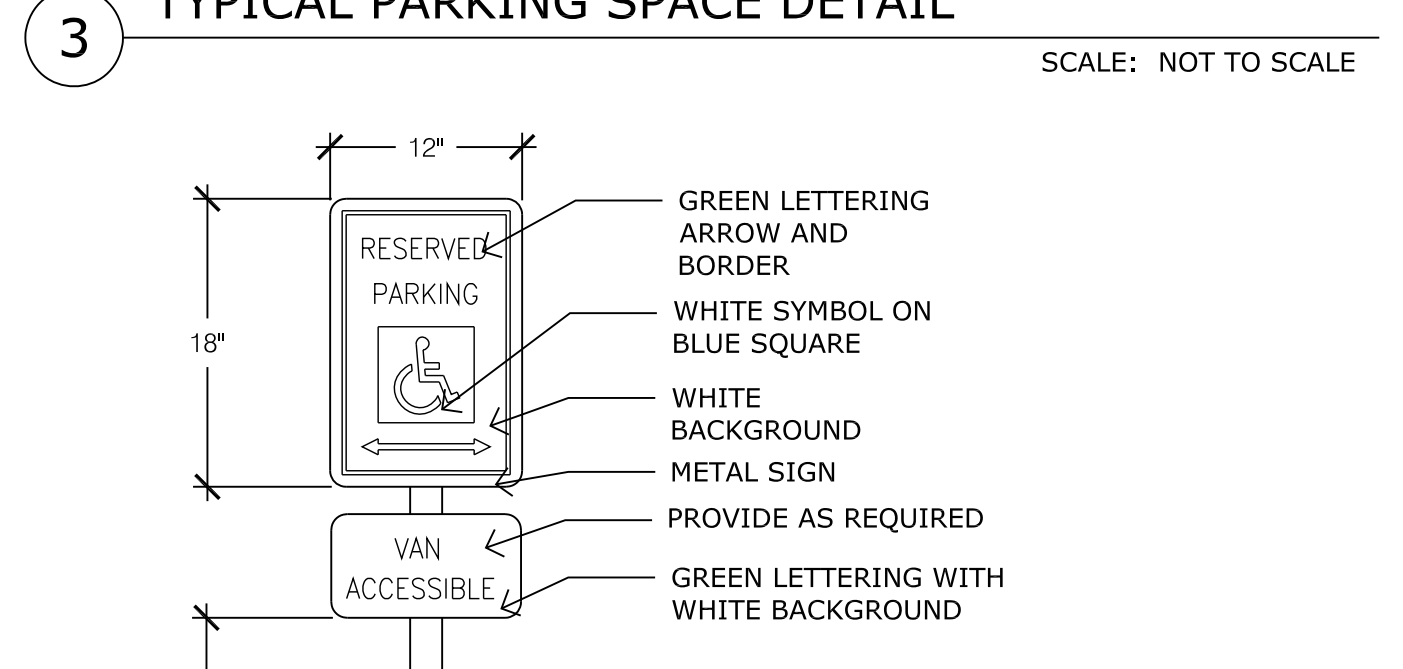 TYPICAL PARKING SPACE DETAIL
3
SCALE: NOT TO SCALE
12"
18"
RESERVED
PARKING
VAN
ACCESSIBLE
GREEN LETTERING
ARROW AND
BORDER
WHITE SYMBOL ON
BLUE SQUARE
WHITE
BACKGROUND
METAL SIGN
PROVIDE AS REQUIRED
GREEN LETTERING WITH
WHITE BACKGROUND